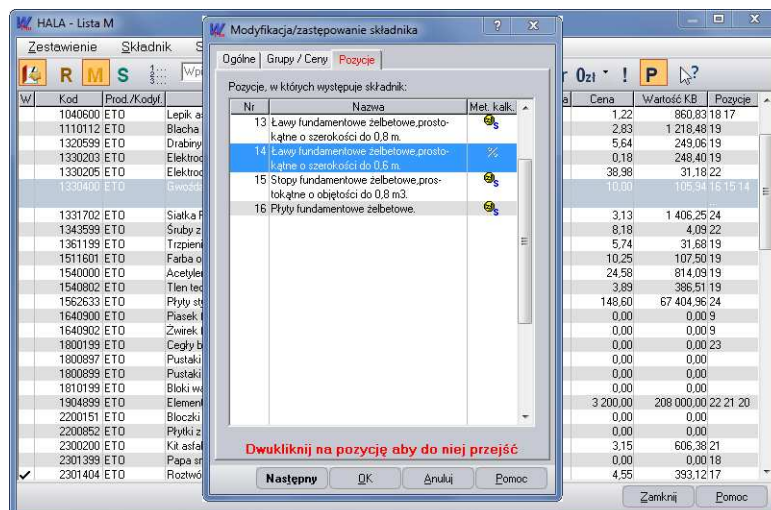 HALA - Lista M
Zestawienie Składnik S
R M S
W Kod Prod./Kodyf.
1040600 ETO Lepik a
1110112 ETO Blacha
1320599 ETO Drabiny
1330203 ETO Elektrod
1330205 ETO Elektrod
1330400 ETO
1331702 ETO Siatka
1343599 ETO Śruby z
1361199 ETO Trzpieni
1511601 ETO Farba o
1540000 ETO Acetyle
1540802 ETO Tlen tec
1562633 ETO Płyty st
1640900 ETO Piasek
1640902 ETO Żwirek
1800199 ETO Cegły b
1800897 ETO Pustaki
1800899 ETO Pustaki
1810199 ETO Bloki w
1904899 ETO Element
2200151 ETO Bloczki
2200852 ETO Płytki z
2300200 ETO Kit asfal
2301399 ETO Papa s
2301404 ETO Roztwó
Modyfikacja/zastępowanie składnika
Ogólne Grupy / Ceny Pozycje
Pozycje, w których występuje składnik:
Nr Nazwa Met. kalk.
13 Ławy fundamentowe żelbetowe,prosto-
kątne o szerokości do 0,8 m.
14 Ławy fundamentowe żelbetowe,prosto- %
kątne o szerokości do 0,6 m.
15 Stopy fundamentowe żelbetowe,pros-
tokątne o objętości do 0,8 m3.
16 Płyty fundamentowe żelbetowe.
Dwukliknij na pozycję aby do niej przejść
Następny OK Anuluj Pomoc
r 0zł ! P ?
a Cena Wartość KB Pozycje
1,22 860,83 18 17
2,83 1 218,48 19
5,64 249,06 19
0,18 248,40 19
38,98 31,18 22
10,00 105,94 16 15 14
3,13 1 406,25 24
8,18 4,09 22
5,74 31,68 19
10,25 107,50 19
24,58 814,09 19
3,89 386,51 19
148,60 67 404,96 24
0,00 0,00 9
0,00 0,00 9
0,00 0,00 23
0,00 0,00
0,00 0,00
0,00 0,00
3 200,00 208 000,00 22 21 20
0,00 0,00
0,00 0,00
3,15 606,38 21
0,00 0,00 18
4,55 393,12 17
Zamknij Pomoc